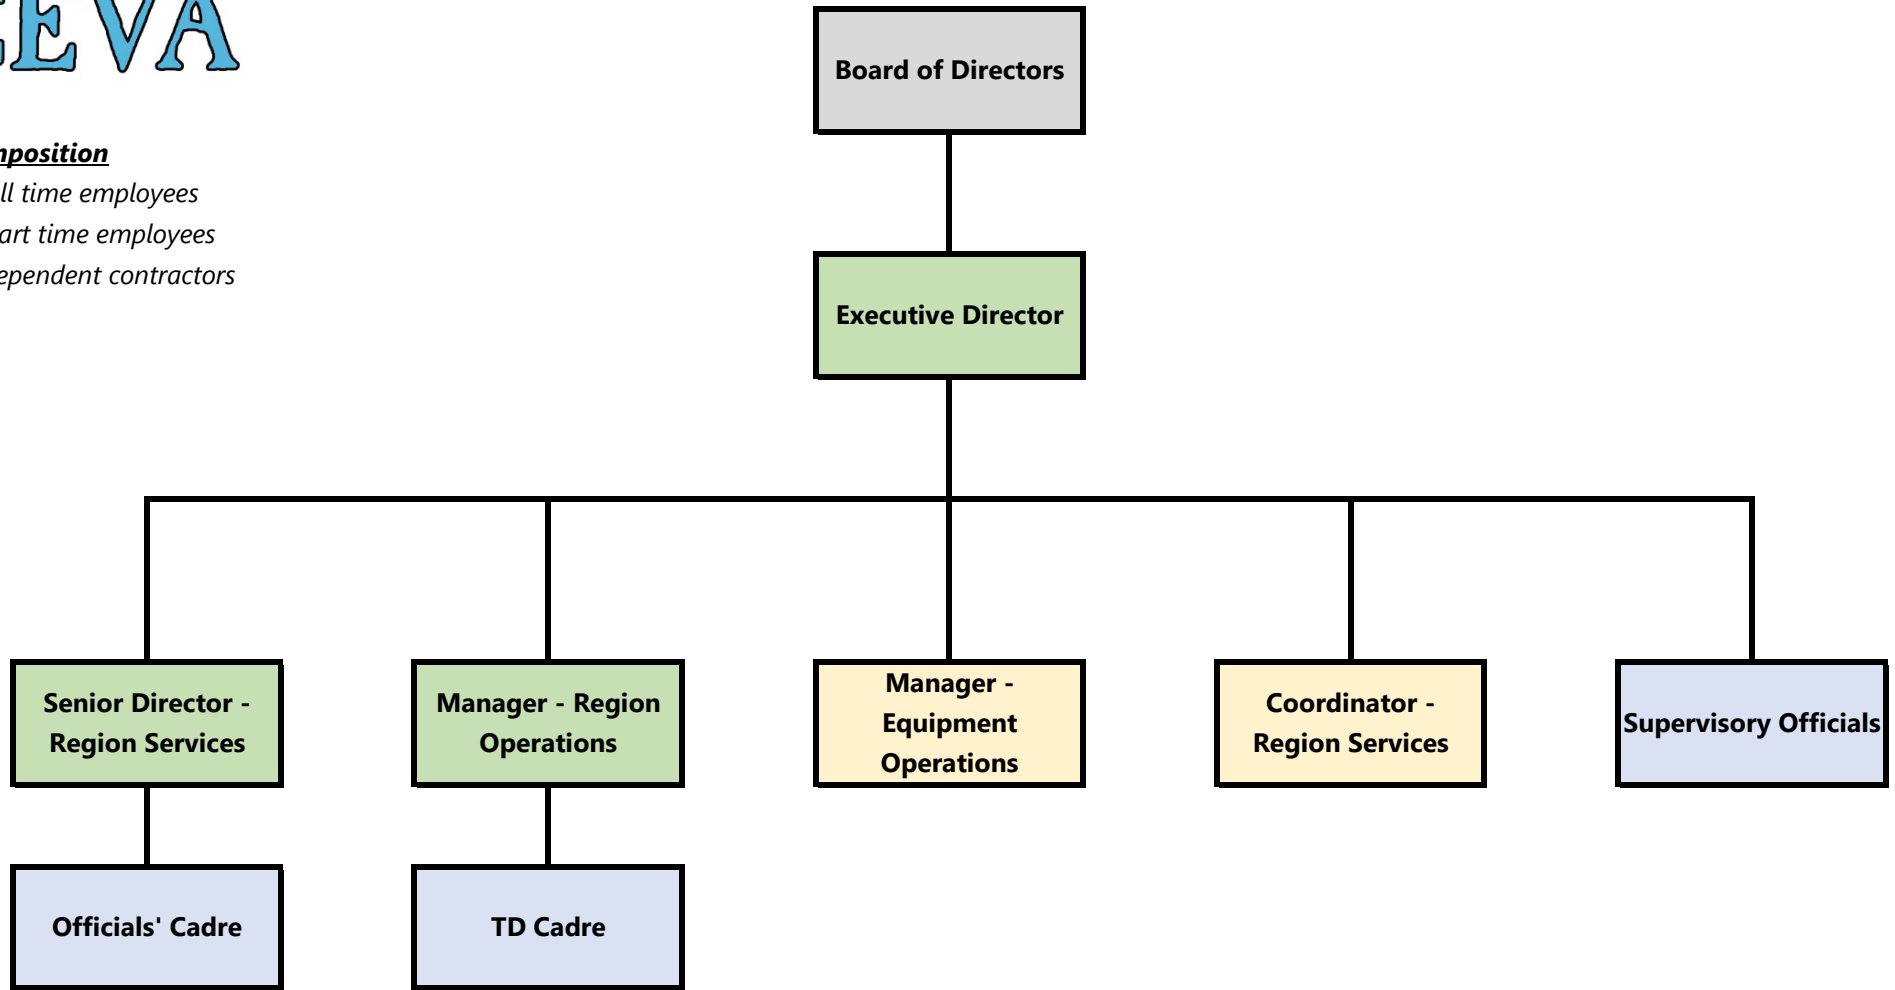 EVA
Board of Directors
mposition
ll time employees
art time employees
ependent contractors
Executive Director
Senior Director -
Region Services
Manager - Region
Operations
Manager -
Equipment
Operations
Coordinator -
Region Services
Supervisory Officials
Officials' Cadre
TD Cadre